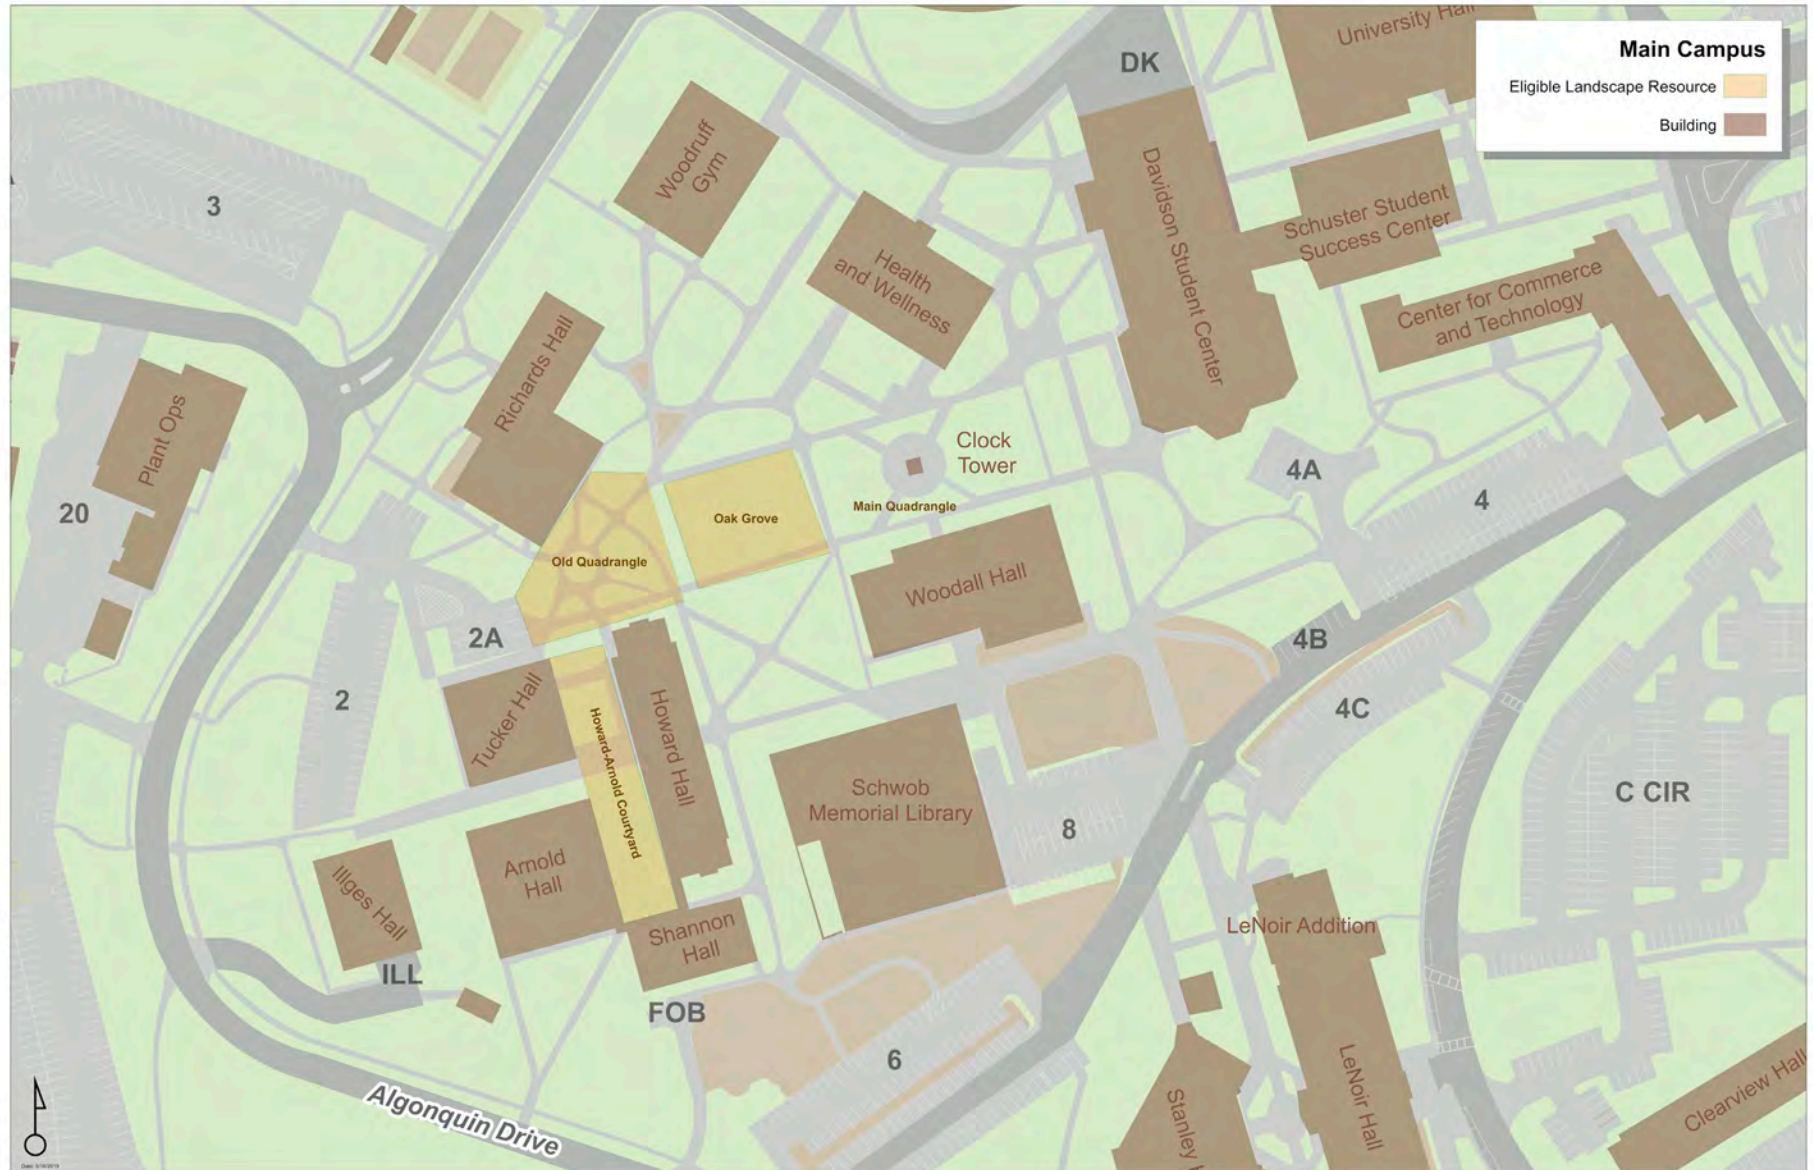 Main Campus
Eligible Landscape Resource
Building
University Hall
DK
Woodruff
Gym
3
Davidson Student Center
Schuster Student
Success Center
Health
and Wellness
Center for Commerce
and Technology
Richards Hall
Plant Ops
Clock
Tower
4A
4
20
Main Quadrangle
Oak Grove
Old Quadrangle
Woodall Hall
2A
4B
2
4C
Tucker Hall
Howard-Arnold Courtyard
Howard Hall
Schwob
Memorial Library
C CIR
8
Arnold
Hall
Illges Hall
LeNoir Addition
Shannon
Hall
ILL
FOB
6
Algonquin Drive
LeNoir Hall
Stanley
Clearview Hall